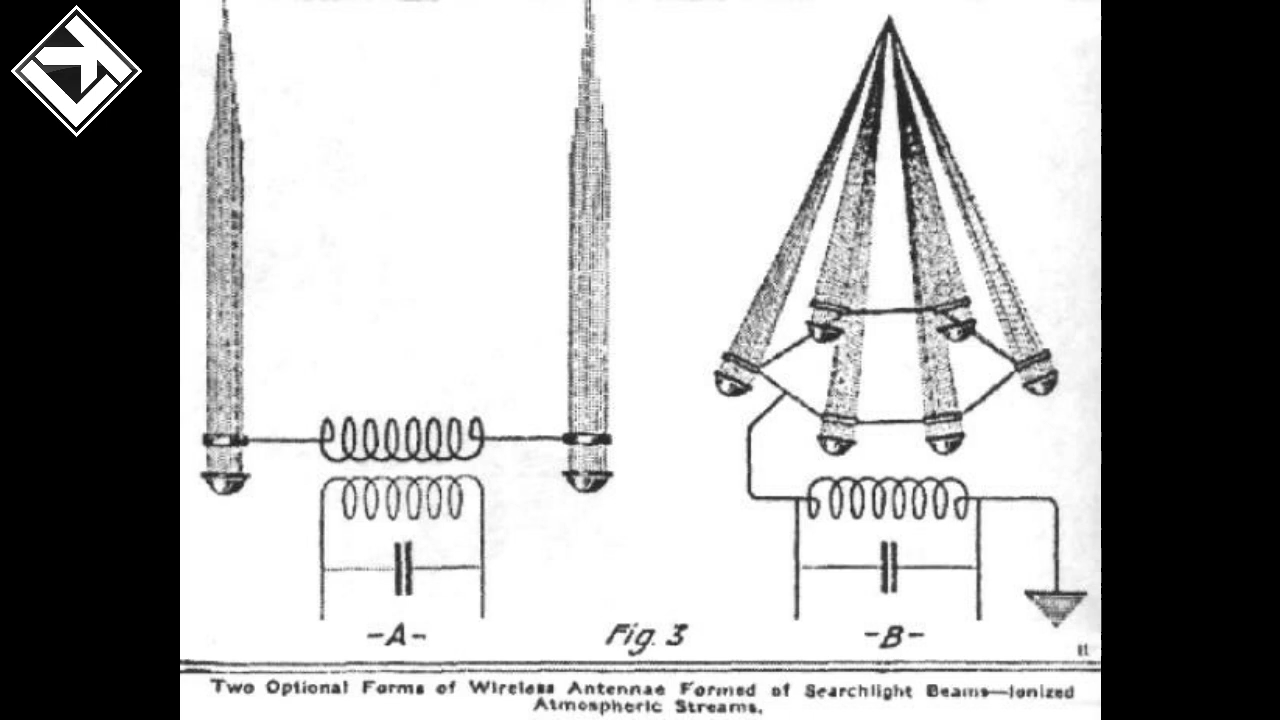 -A-
Fig. 3
-B-
Two Optional Forms of Wireless Antennae Formed of Searchlight Beams—Ionized
Atmospheric Streams.